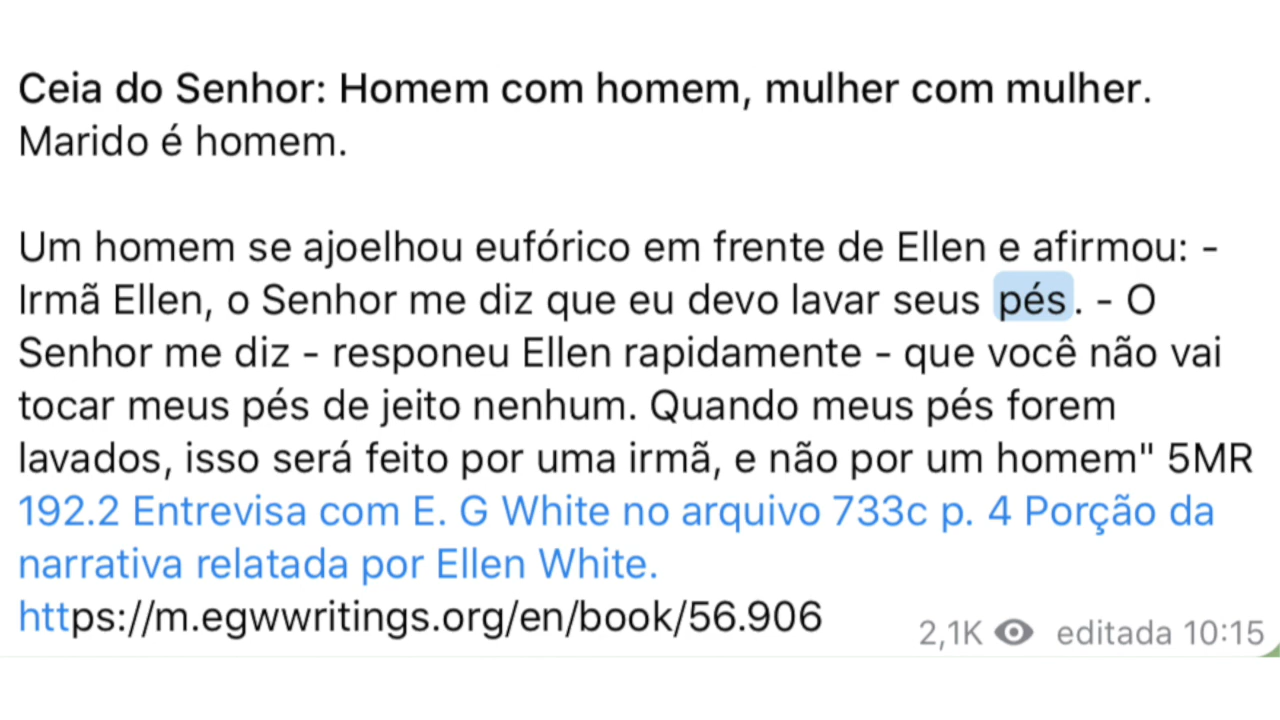 Ceia do Senhor: Homem com homem, mulher com mulher.
Marido é homem.
Um homem se ajoelhou eufórico em frente de Ellen e afirmou: -
Irmã Ellen, o Senhor me diz que eu devo lavar seus pés. - O
Senhor me diz - responeu Ellen rapidamente - que você não vai
tocar meus pés de jeito nenhum. Quando meus pés forem
lavados, isso será feito por uma irmã, e não por um homem" 5MR
192.2 Entrevisa com E. G White no arquivo 733c p. 4 Porção da
narrativa relatada por Ellen White.
https://m.egwwritings.org/en/book/56.906
2,1K editada 10:15